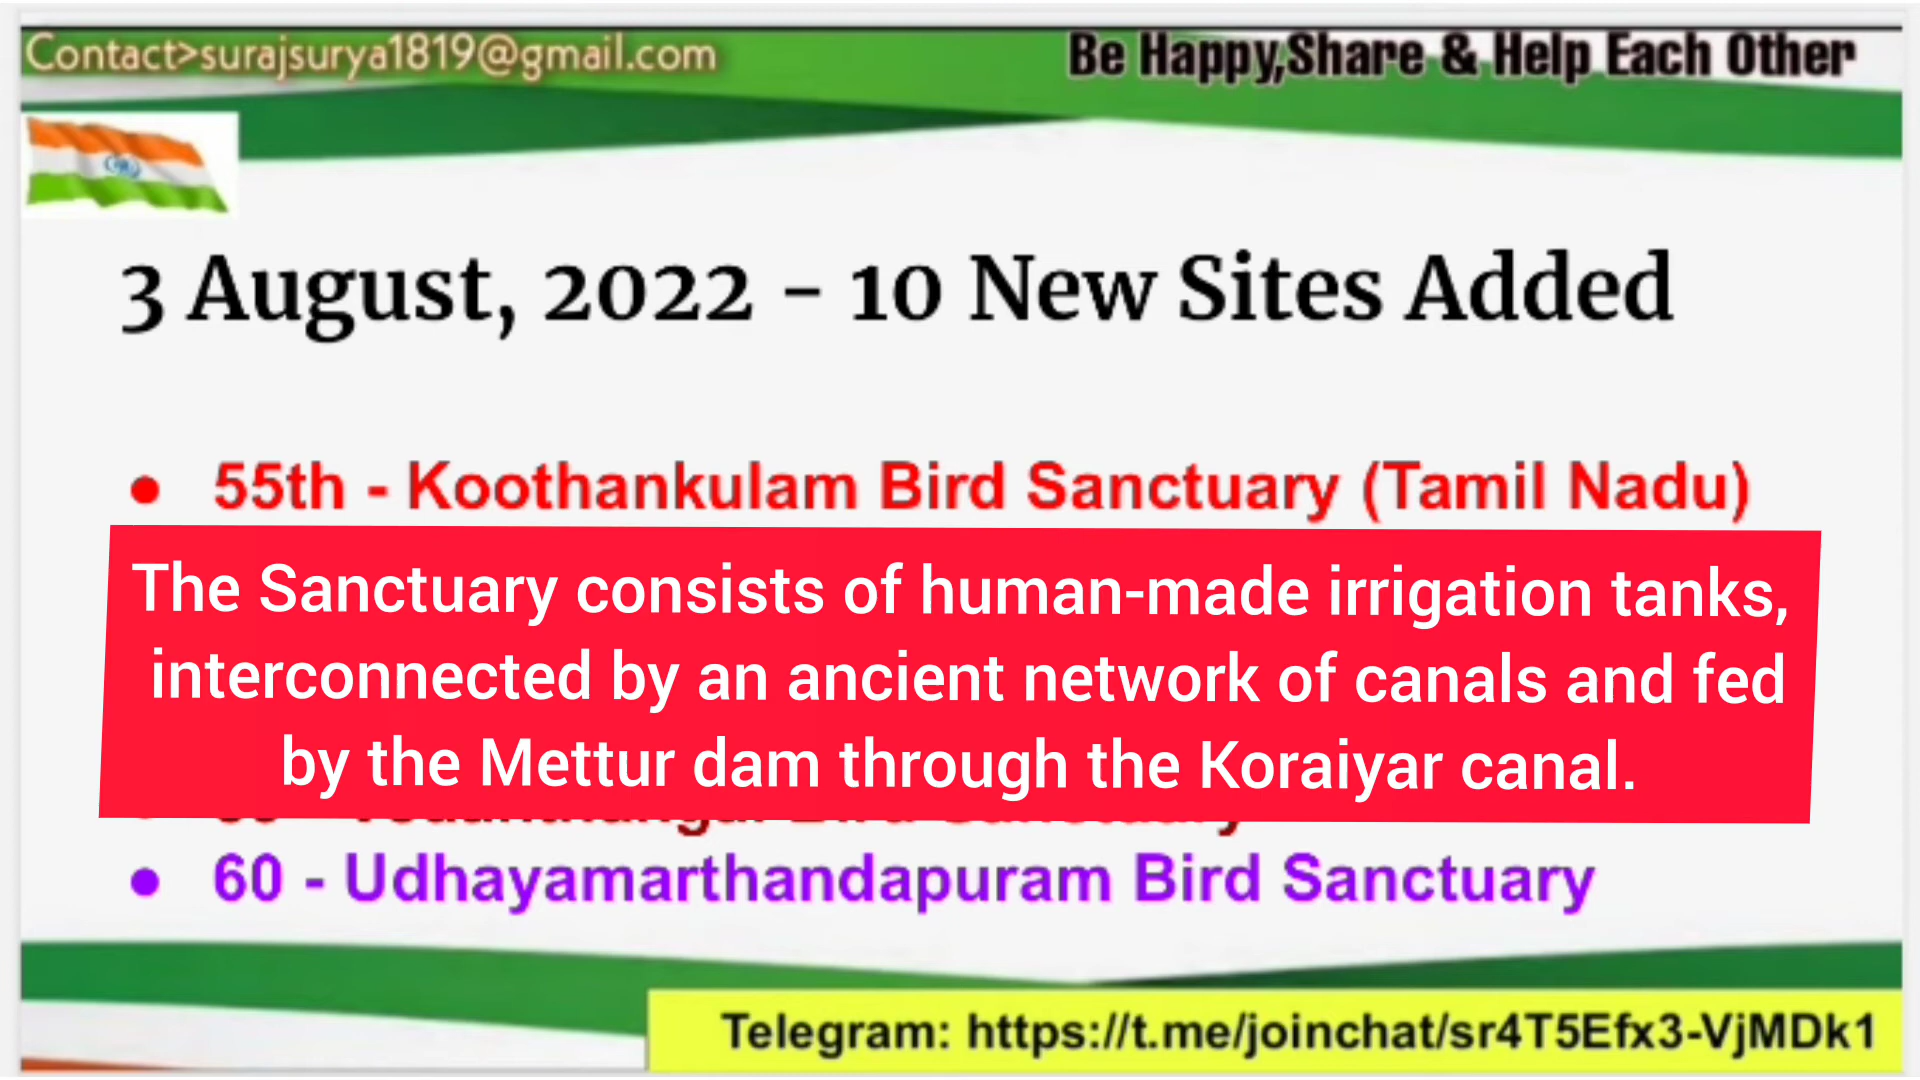 Contact>surajsurya1819@gmail.com
Be Happy,Share & Help Each Other
3 August, 2022 - 10 New Sites Added
55th - Koothankulam Bird Sanctuary (Tamil Nadu)
The Sanctuary consists of human-made irrigation tanks,
interconnected by an ancient network of canals and fed
by the Mettur dam through the Koraiyar canal.
60 - Udhayamarthandapuram Bird Sanctuary
Telegram: https://t.me/joinchat/sr4T5Efx3-VjMDk1